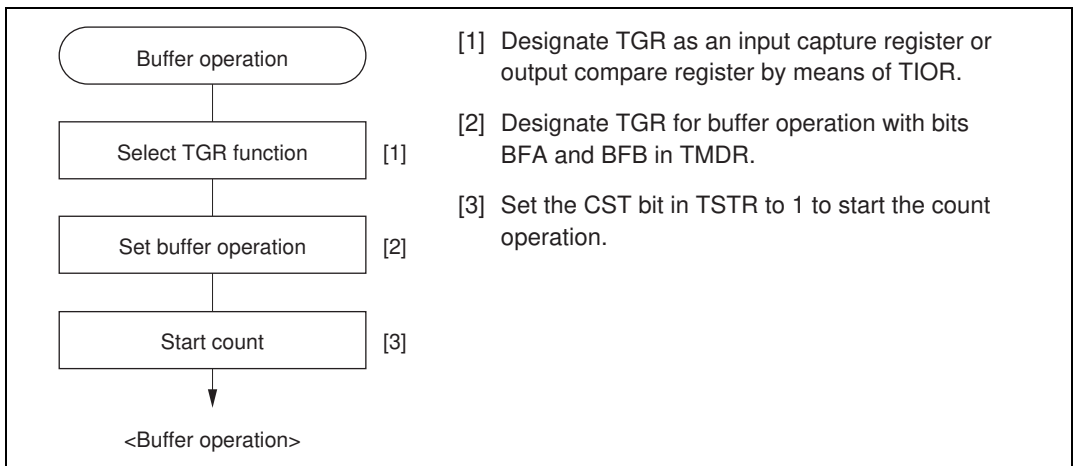 Buffer operation
Select TGR function [1]
Set buffer operation [2]
Start count [3]
<Buffer operation>
[1] Designate TGR as an input capture register or
output compare register by means of TIOR.
[2] Designate TGR for buffer operation with bits
BFA and BFB in TMDR.
[3] Set the CST bit in TSTR to 1 to start the count
operation.